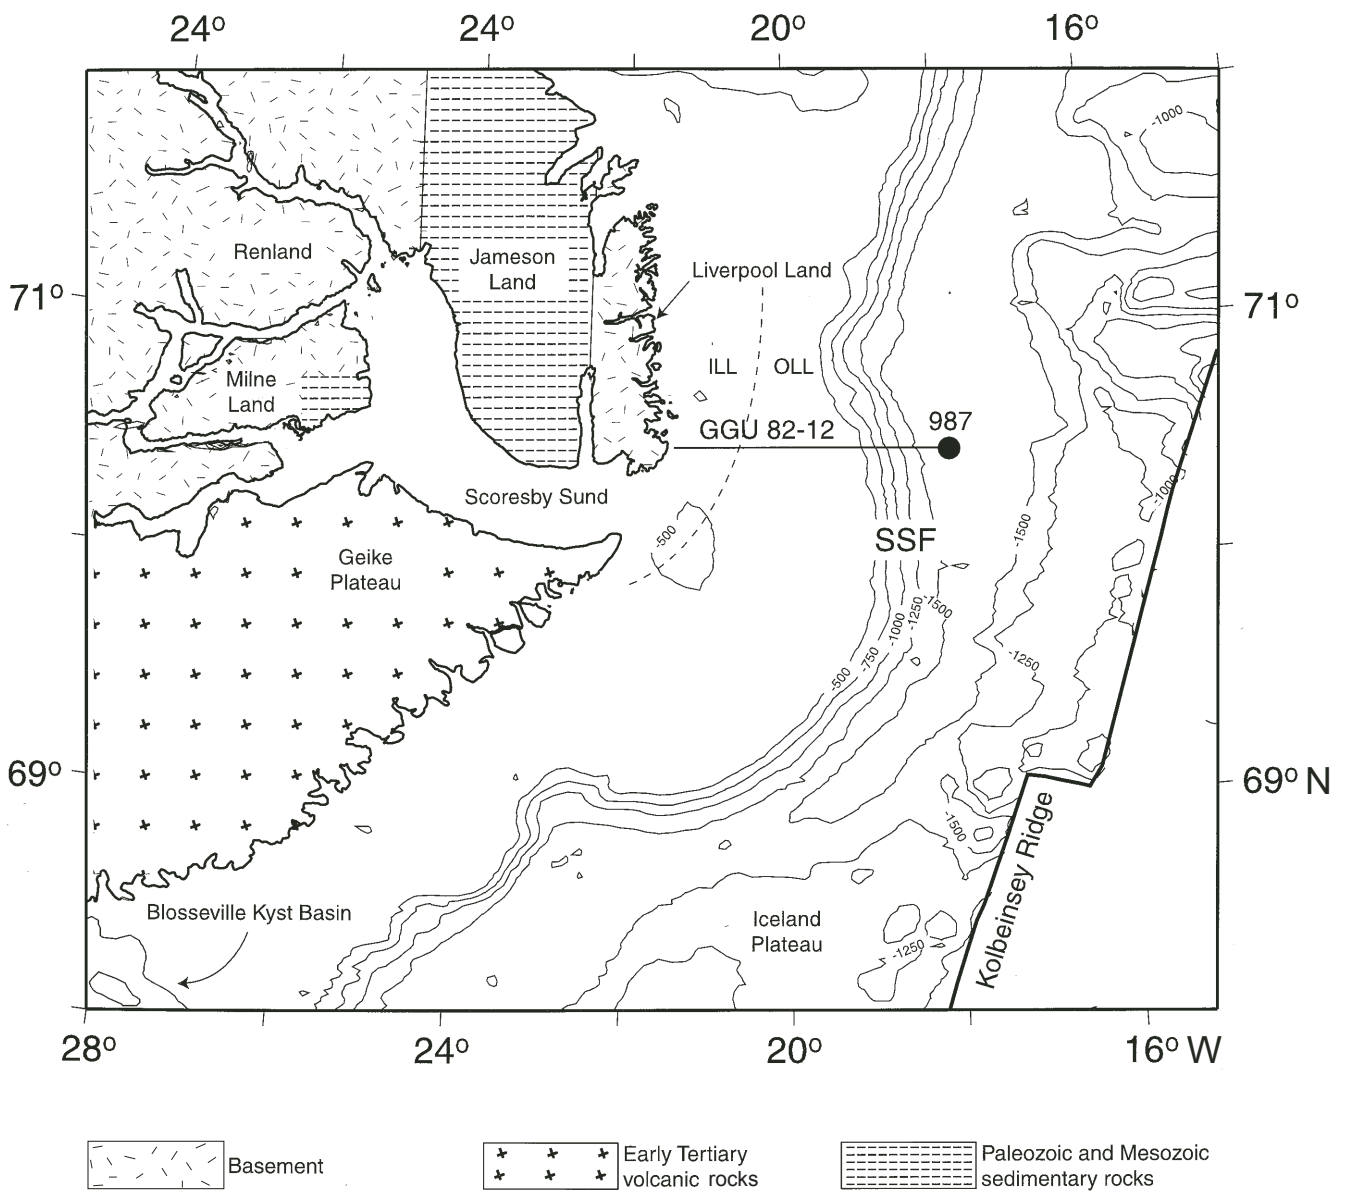 24° 24° 20° 16°
-1000
Renland
Jameson
Land
Liverpool Land
71°
71°
ILL OLL
Milne
Land
GGU 82-12
987
Scoresby Sund
-1000
-500
-1500
SSF
Geike
Plateau
-1500
-1250
-1000
-750
-500
-1250
69°
69° N
-1500
Kolbeinsey Ridge
Blosseville Kyst Basin
Iceland
Plateau
-1250
28° 24° 20° 16° W
Basement
Early Tertiary
volcanic rocks
Paleozoic and Mesozoic
sedimentary rocks